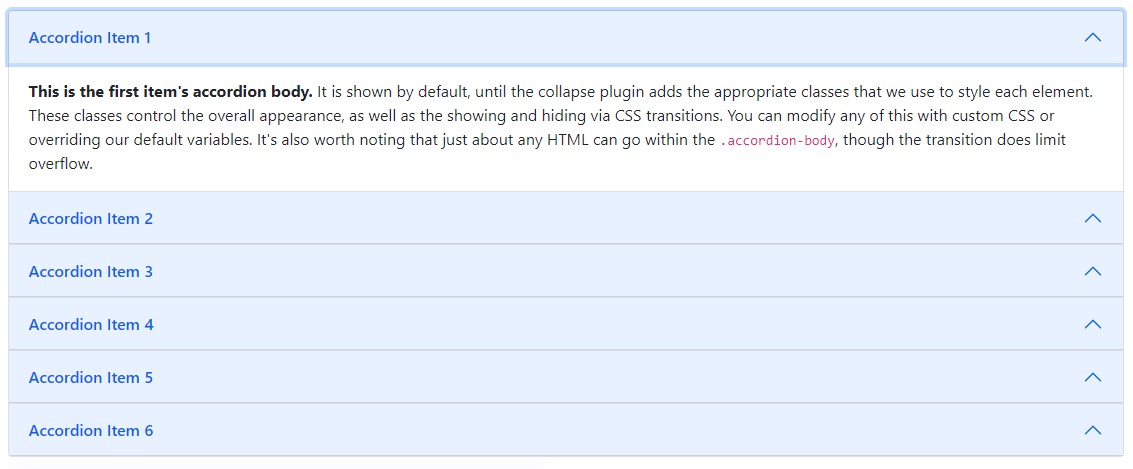 Accordion Item 1
This is the first item's accordion body. It is shown by default, until the collapse plugin adds the appropriate classes that we use to style each element.
These classes control the overall appearance, as well as the showing and hiding via CSS transitions. You can modify any of this with custom CSS or
overriding our default variables. It's also worth noting that just about any HTML can go within the .accordion-body, though the transition does limit
overflow.
Accordion Item 2
Accordion Item 3
Accordion Item 4
Accordion Item 5
Accordion Item 6